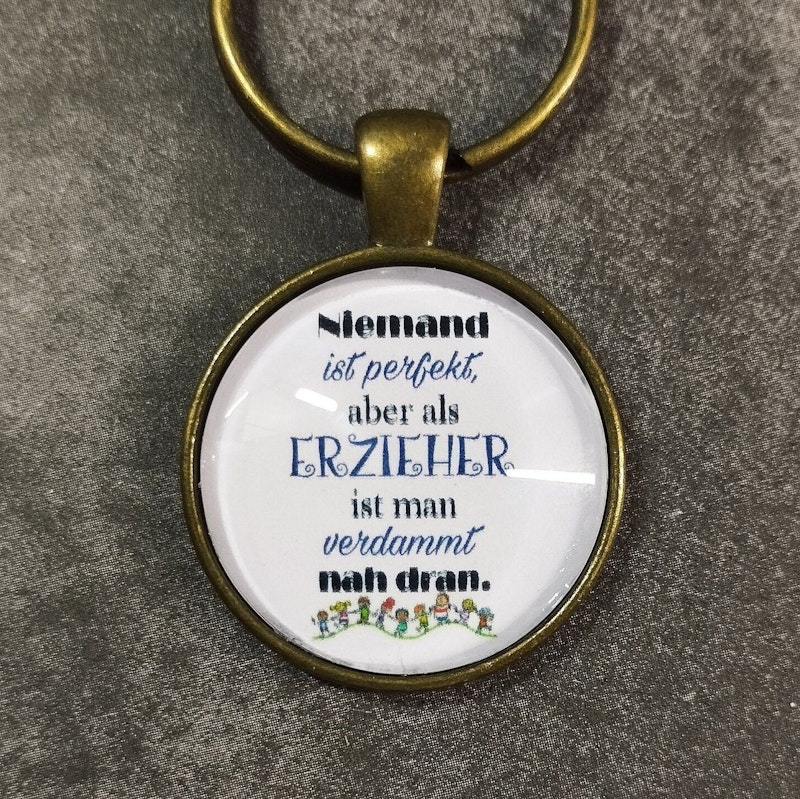 Niemand
ist perfekt,
aber als
ERZIEHER
ist man
verdammt
nah dran.